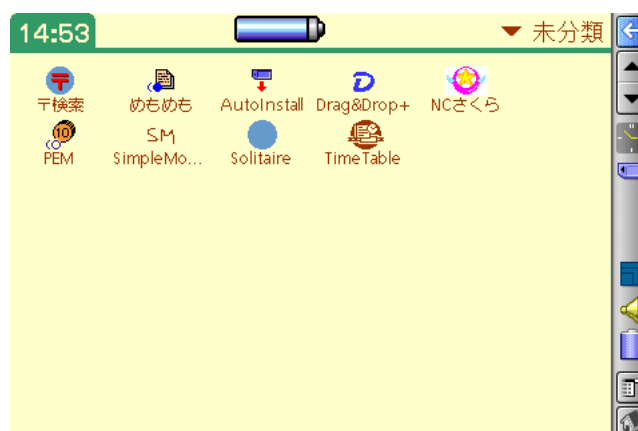 14:53 未分類
〒検索 めもめも AutoInstall Drag&Drop+ NCさくら
10 SM
PEM SimpleMo... Solitaire TimeTable